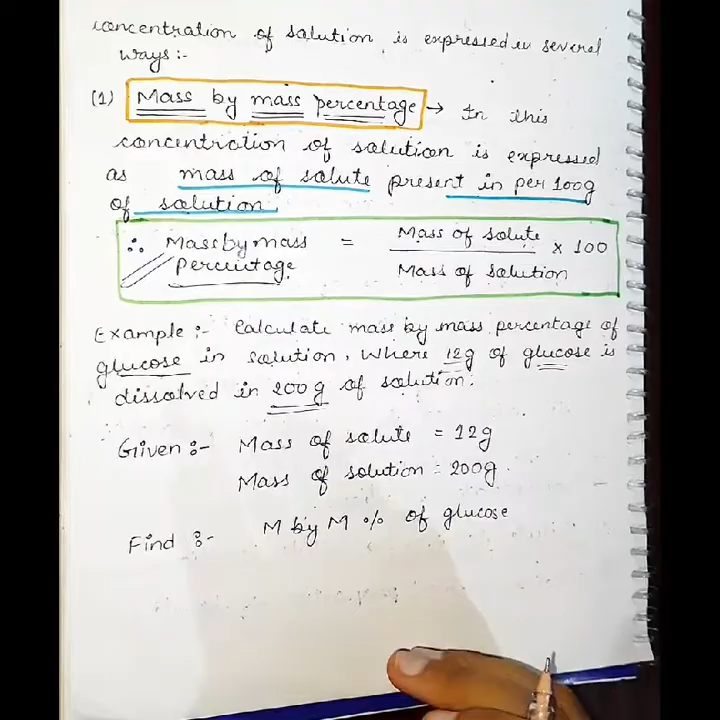 concentration of solution is expressed in several
ways :-
(1) Mass by mass percentage → In this
concentration of solution is expressed
as mass of solute present in per 100g
of solution.
∴ Mass by mass Percentage = Mass of solute / Mass of solution × 100
Example :- Calculate mass by mass percentage of
glucose in solution, Where 12g of glucose is
dissolved in 200 g of solution.
Given :- Mass of solute = 12g
Mass of solution = 200g.
Find :- M by M % of glucose